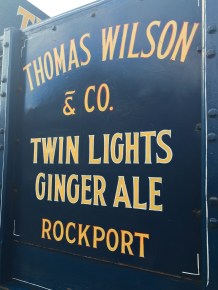 THOMAS WILSON
& CO.
TWIN LIGHTS
GINGER ALE
ROCKPORT